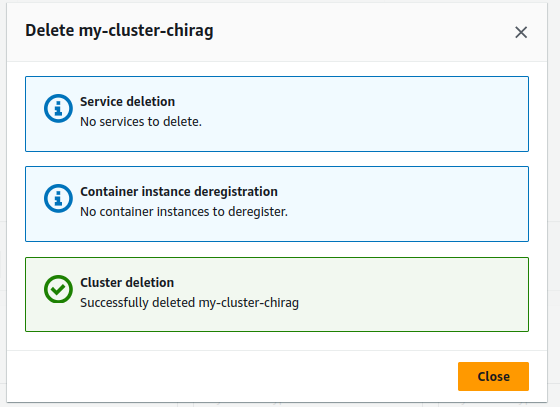 Delete my-cluster-chirag
Service deletion
No services to delete.
Container instance deregistration
No container instances to deregister.
Cluster deletion
Successfully deleted my-cluster-chirag
Close